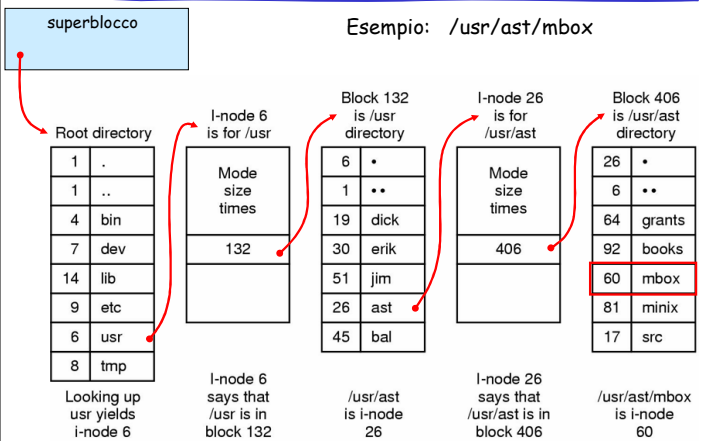 superblocco
Esempio: /usr/ast/mbox
Root directory
1 .
1 ..
4 bin
7 dev
14 lib
9 etc
6 usr
8 tmp
Looking up
usr yields
i-node 6
I-node 6
is for /usr
Mode
size
times
132
I-node 6
says that
/usr is in
block 132
Block 132
is /usr
directory
6 •
1 ••
19 dick
30 erik
51 jim
26 ast
45 bal
/usr/ast
is i-node
26
I-node 26
is for
/usr/ast
Mode
size
times
406
I-node 26
says that
/usr/ast is in
block 406
Block 406
is /usr/ast
directory
26 •
6 ••
64 grants
92 books
60 mbox
81 minix
17 src
/usr/ast/mbox
is i-node
60